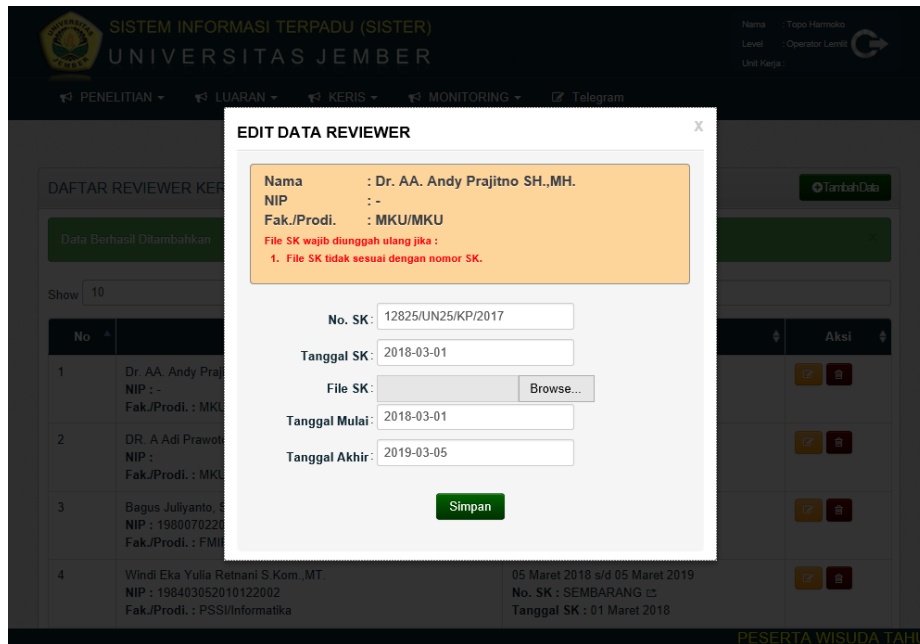 SISTEM INFORMASI TERPADU (SISTER)
UNIVERSITAS JEMBER
Nama : Topo Harmoko
Level : Operator Lemlit
Unit Kerja :
UNIVERSITAS
JEMBER
PENELITIAN
LUARAN
KERIS
MONITORING
Telegram
EDIT DATA REVIEWER
X
Nama : Dr. AA. Andy Prajitno SH.,MH.
NIP : -
Fak./Prodi. : MKU/MKU
File SK wajib diunggah ulang jika :
1. File SK tidak sesuai dengan nomor SK.
No. SK : 12825/UN25/KP/2017
Tanggal SK : 2018-03-01
File SK : Browse...
Tanggal Mulai : 2018-03-01
Tanggal Akhir : 2019-03-05
Simpan
DAFTAR REVIEWER KER
Tambah Data
Data Berhasil Ditambahkan
Show 10
No
Aksi
1
Dr. AA. Andy Praji
NIP : -
Fak./Prodi. : MKU
2
DR. A Adi Prawoto
NIP :
Fak./Prodi. : MKU
3
Bagus Juliyanto, S
NIP : 1980070220
Fak./Prodi. : FMI
4
Windi Eka Yulia Retnani S.Kom.,MT.
NIP : 198403052010122002
Fak./Prodi. : PSSI/Informatika
05 Maret 2018 s/d 05 Maret 2019
No. SK : SEMBARANG
Tanggal SK : 01 Maret 2018
PESERTA WISUDA TAHU